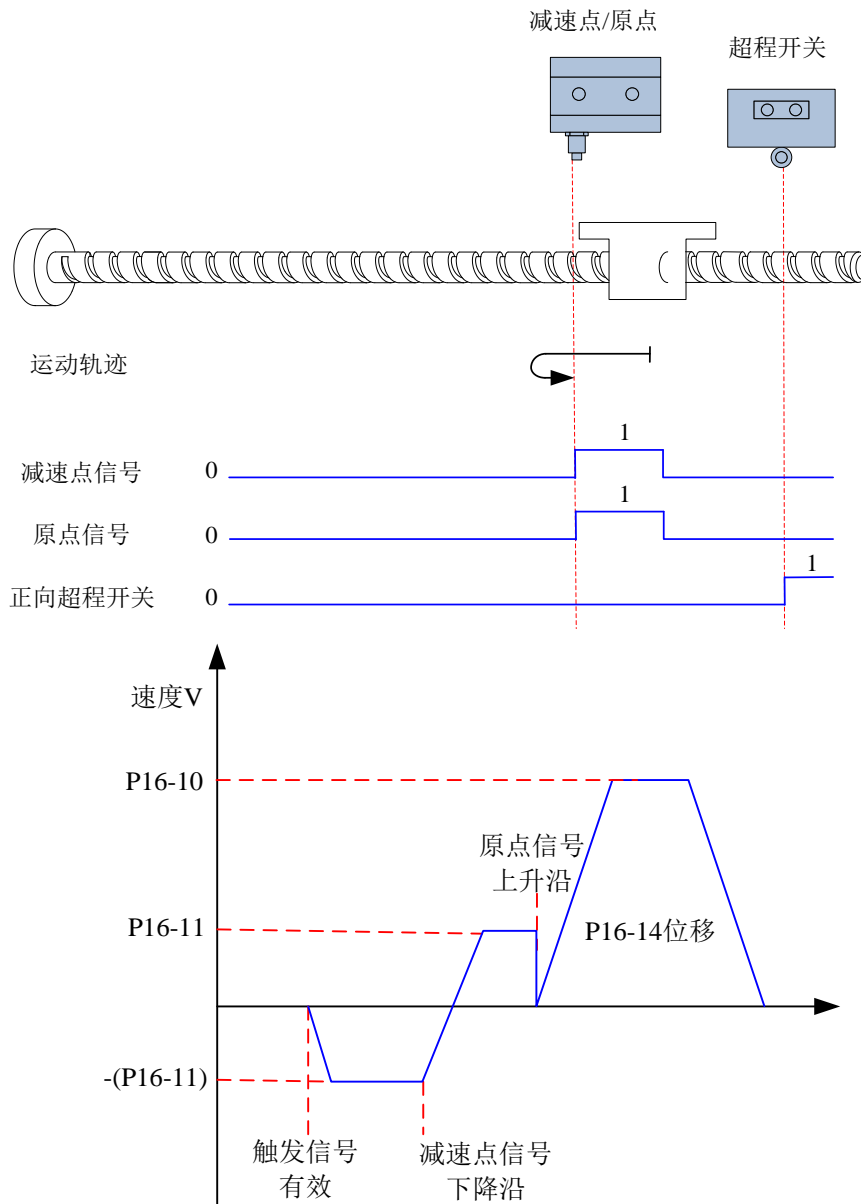 减速点/原点
超程开关
运动轨迹
1
减速点信号
0
1
原点信号
0
1
正向超程开关
0
速度V
P16-10
原点信号
上升沿
P16-11
P16-14位移
-(P16-11)
触发信号
有效
减速点信号
下降沿